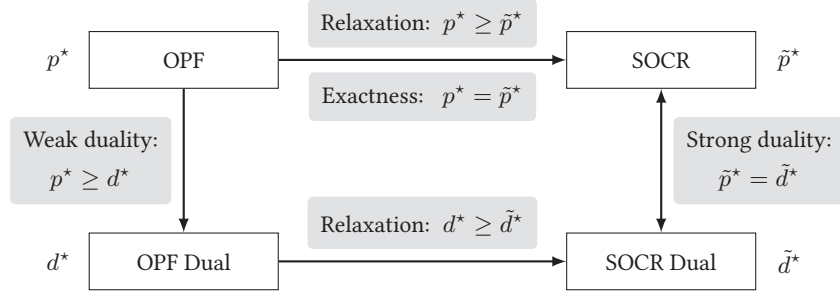 Relaxation: p⋆ ≥ p̃⋆
p⋆ OPF SOCR p̃⋆
Exactness: p⋆ = p̃⋆
Weak duality:
p⋆ ≥ d⋆
Strong duality:
p̃⋆ = d̃⋆
Relaxation: d⋆ ≥ d̃⋆
d⋆ OPF Dual SOCR Dual d̃⋆